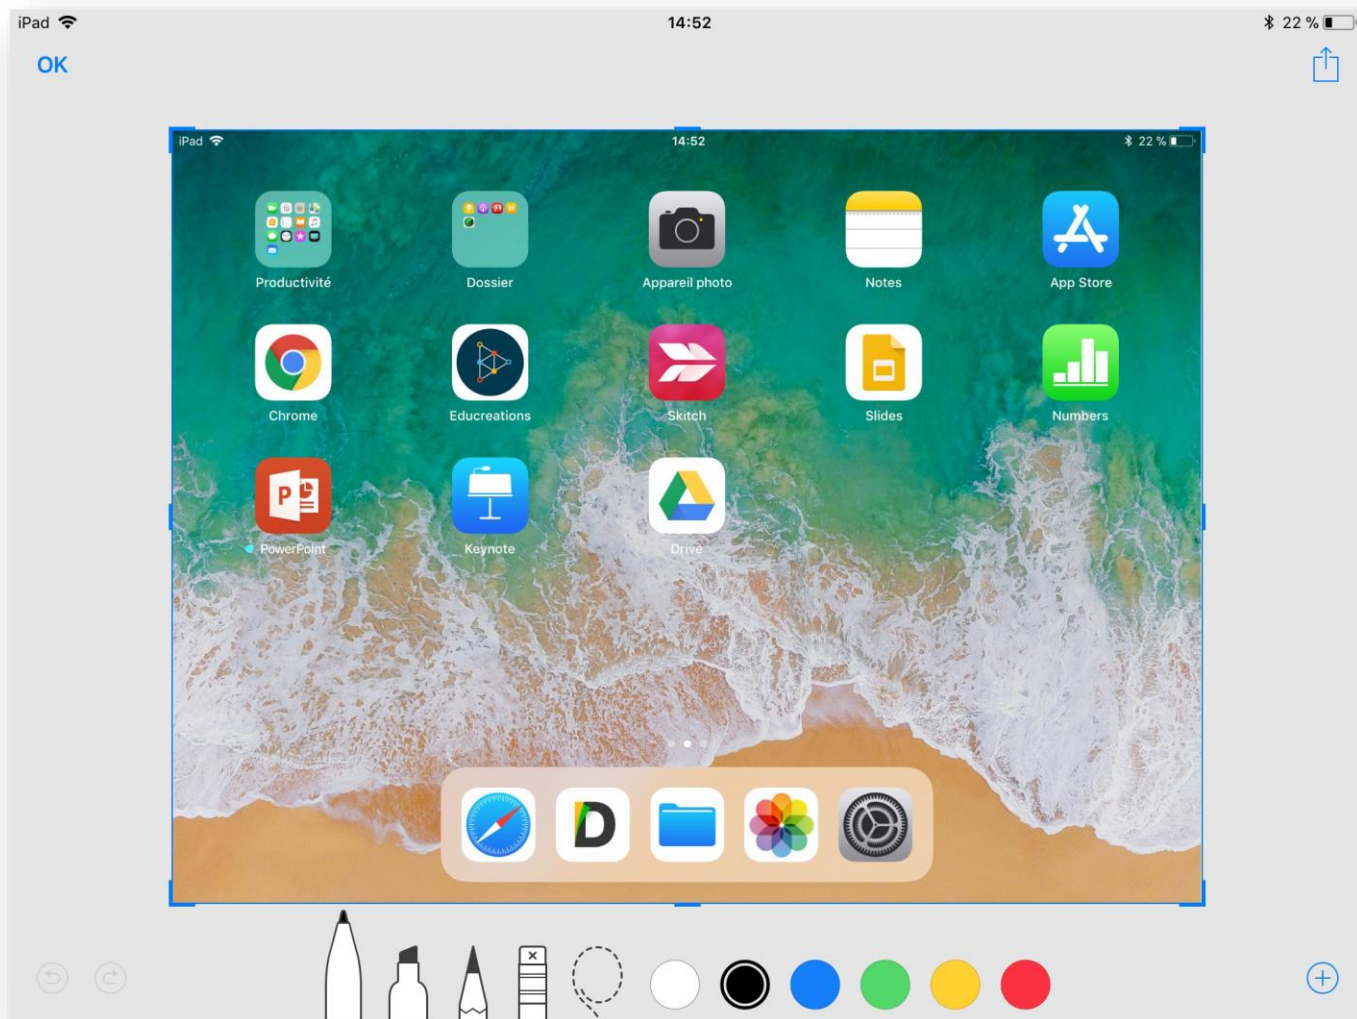 iPad 14:52 22 %
OK
iPad 14:52 22 %
Productivité Dossier Appareil photo Notes App Store
Chrome Educreations Skitch Slides Numbers
P
PowerPoint Keynote Drive
D